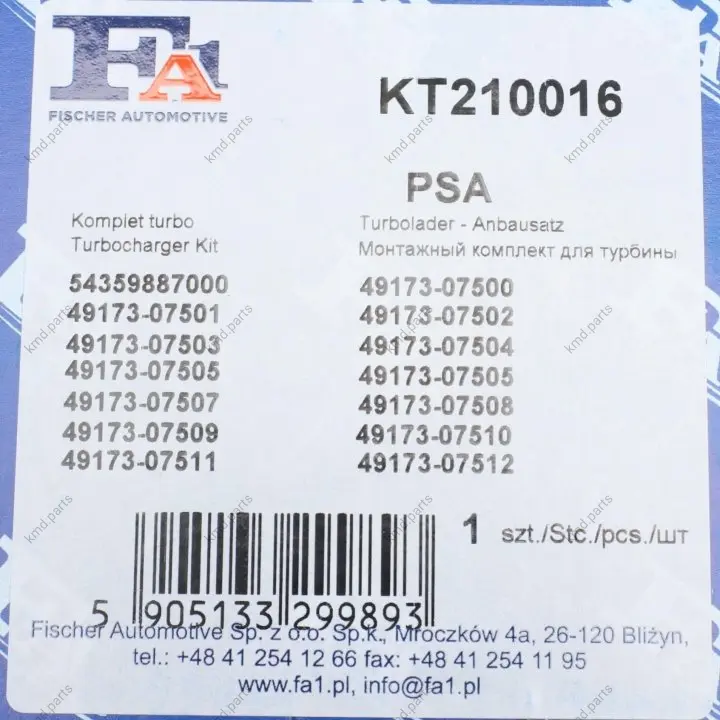 FA1
FISCHER AUTOMOTIVE
KT210016
PSA
Komplet turbo
Turbocharger Kit
Turbolader - Anbausatz
Монтажный комплект для турбины
54359887000 49173-07500
49173-07501 49173-07502
49173-07503 49173-07504
49173-07505 49173-07505
49173-07507 49173-07508
49173-07509 49173-07510
49173-07511 49173-07512
1 szt./Stc./pcs./шт
5 905133 299893
Fischer Automotive Sp. z o.o. Sp.k., Mroczków 4a, 26-120 Bliżyn,
tel.: +48 41 254 12 66 fax: +48 41 254 11 95
www.fa1.pl, info@fa1.pl
kmd.parts